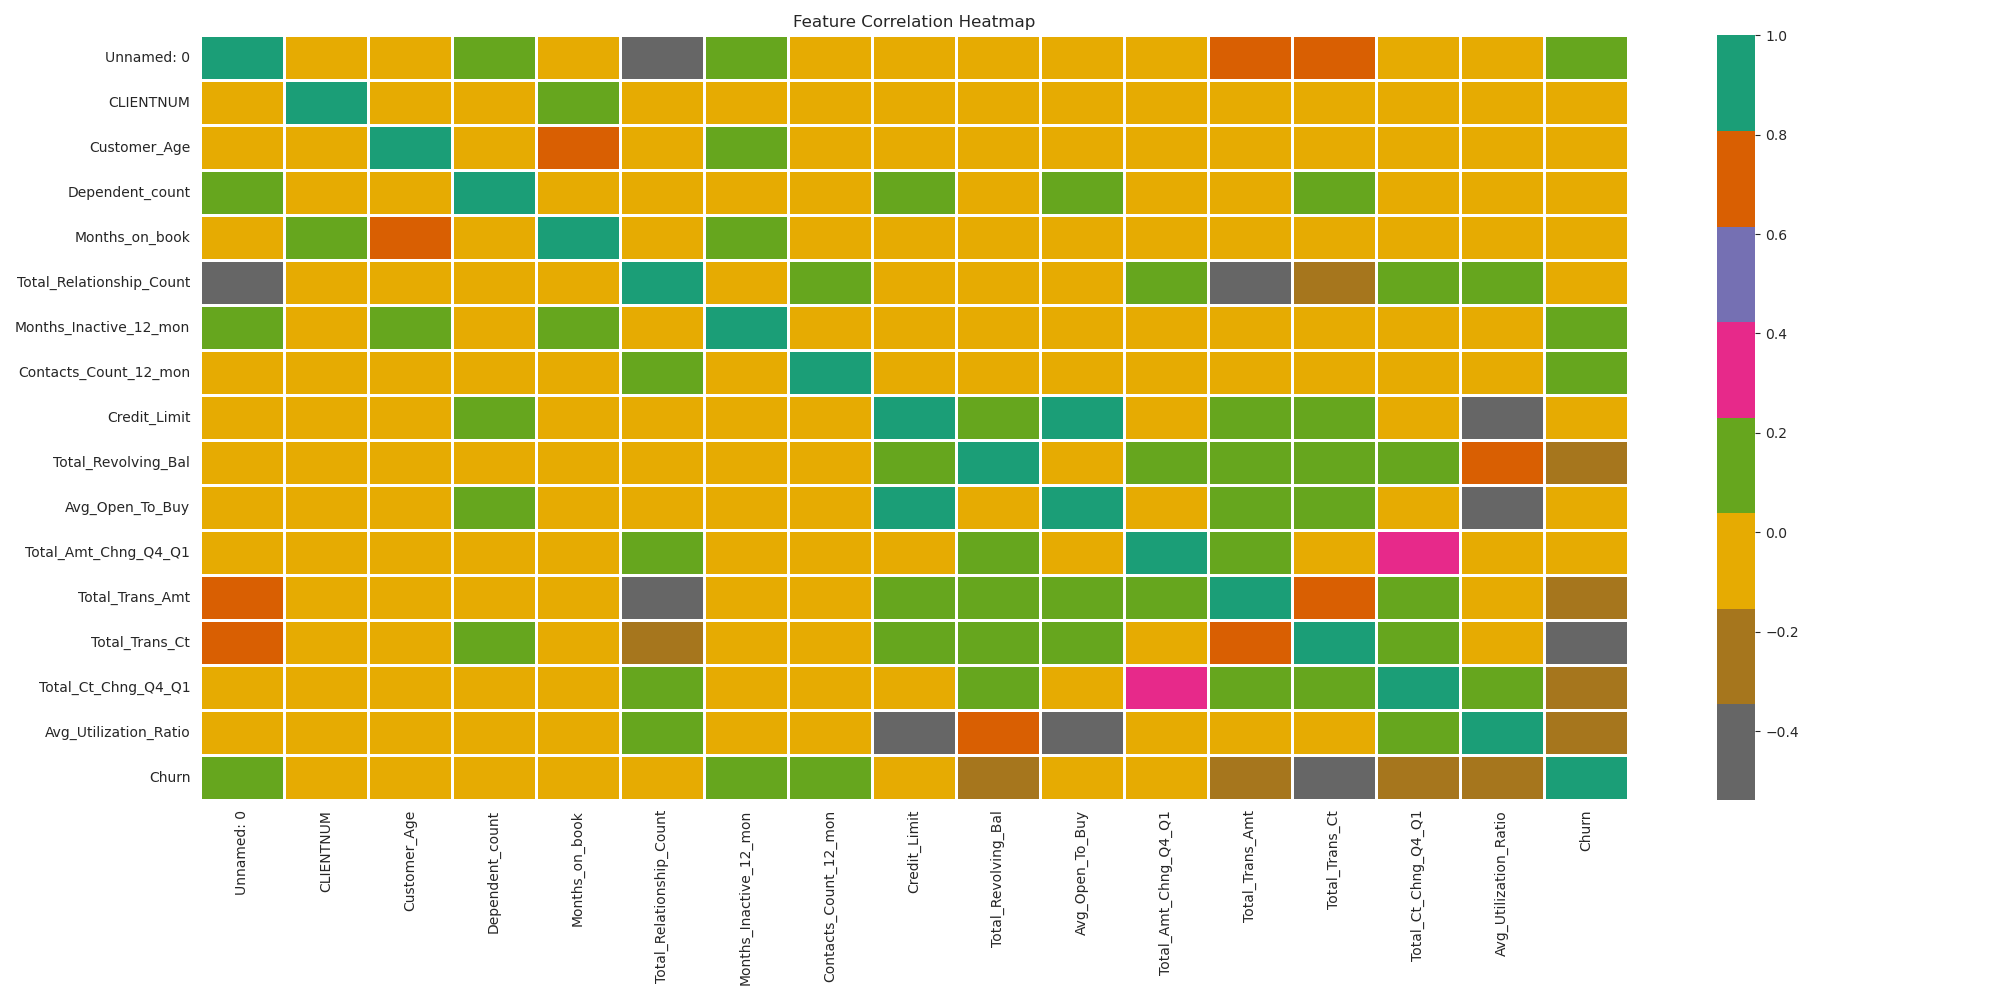 Feature Correlation Heatmap
Unnamed: 0
CLIENTNUM
Customer_Age
Dependent_count
Months_on_book
Total_Relationship_Count
Months_Inactive_12_mon
Contacts_Count_12_mon
Credit_Limit
Total_Revolving_Bal
Avg_Open_To_Buy
Total_Amt_Chng_Q4_Q1
Total_Trans_Amt
Total_Trans_Ct
Total_Ct_Chng_Q4_Q1
Avg_Utilization_Ratio
Churn
Unnamed: 0
CLIENTNUM
Customer_Age
Dependent_count
Months_on_book
Total_Relationship_Count
Months_Inactive_12_mon
Contacts_Count_12_mon
Credit_Limit
Total_Revolving_Bal
Avg_Open_To_Buy
Total_Amt_Chng_Q4_Q1
Total_Trans_Amt
Total_Trans_Ct
Total_Ct_Chng_Q4_Q1
Avg_Utilization_Ratio
Churn
1.0
0.8
0.6
0.4
0.2
0.0
−0.2
−0.4